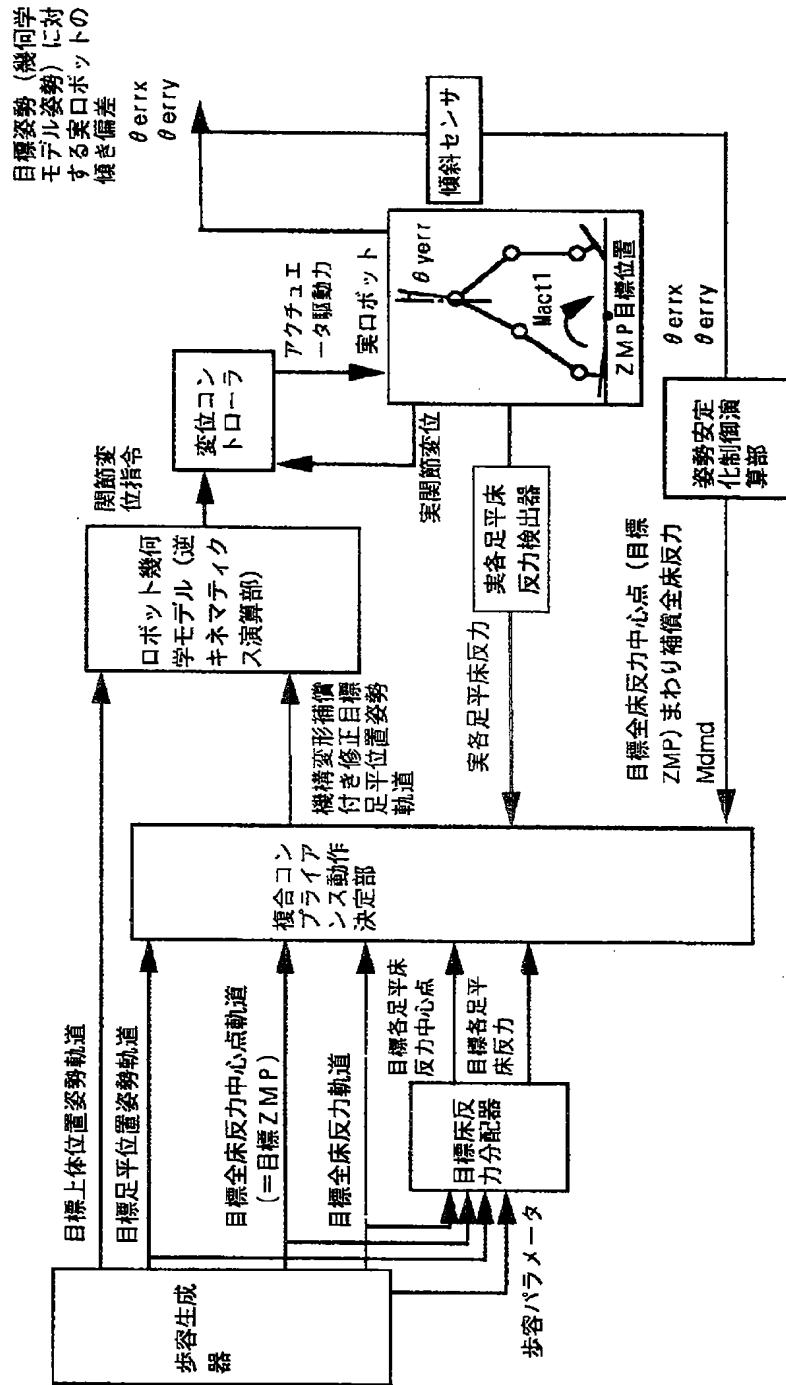 歩容生成
器
目標上体位置姿勢軌道
目標足平位置姿勢軌道
目標全床反力中心点軌道
(=目標ZMP)
目標全床反力軌道
歩容パラメータ
目標床反
力分配器
目標各足平床
反力中心点
目標各足平
床反力
複合コン
プライア
ンス動作
決定部
機構変形補償
付き修正目標
足平位置姿勢
軌道
ロボット幾何
学モデル(逆
キネマティク
ス演算部)
関節変
位指令
変位コン
トローラ
アクチュエ
ータ駆動力
実ロボット
実関節変位
θyerr
Mact1
ZMP目標位置
実各足平床
反力検出器
実各足平床反力
傾斜センサ
目標姿勢(幾何学
モデル姿勢)に対
する実ロボットの
傾き偏差
θerrx
θerry
θerrx
θerry
姿勢安定
化制御演
算部
目標全床反力中心点(目標
ZMP)まわり補償全床反力
Mdmd